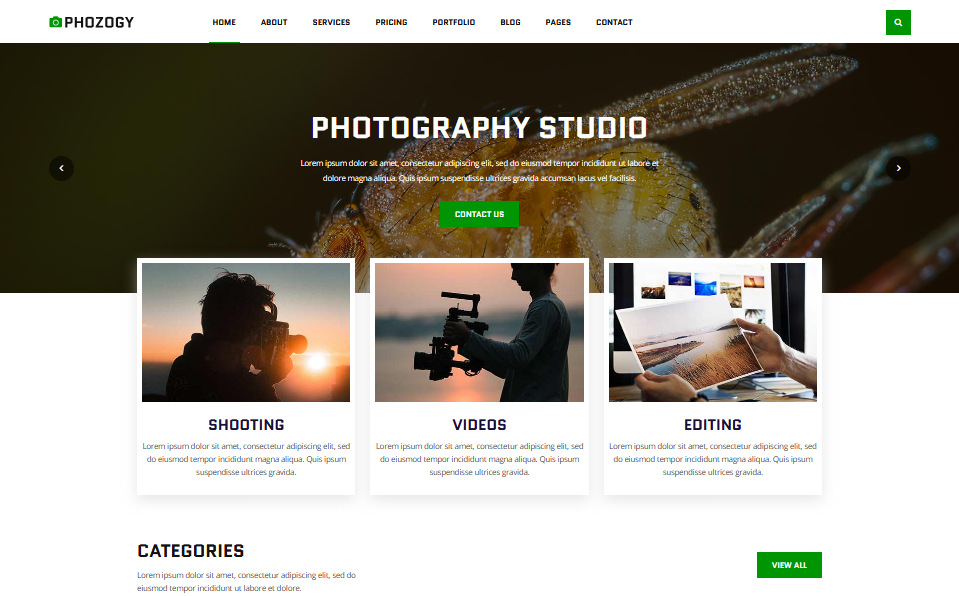 PHOZOGY
HOME ABOUT SERVICES PRICING PORTFOLIO BLOG PAGES CONTACT
PHOTOGRAPHY STUDIO
Lorem ipsum dolor sit amet, consectetur adipiscing elit, sed do eiusmod tempor incididunt ut labore et
dolore magna aliqua. Quis ipsum suspendisse ultrices gravida accumsan lacus vel facilisis.
CONTACT US
SHOOTING
Lorem ipsum dolor sit amet, consectetur adipiscing elit, sed
do eiusmod tempor incididunt magna aliqua. Quis ipsum
suspendisse ultrices gravida.
VIDEOS
Lorem ipsum dolor sit amet, consectetur adipiscing elit, sed
do eiusmod tempor incididunt magna aliqua. Quis ipsum
suspendisse ultrices gravida.
EDITING
Lorem ipsum dolor sit amet, consectetur adipiscing elit, sed
do eiusmod tempor incididunt magna aliqua. Quis ipsum
suspendisse ultrices gravida.
CATEGORIES
Lorem ipsum dolor sit amet, consectetur adipiscing elit, sed do
eiusmod tempor incididunt ut labore et dolore.
VIEW ALL